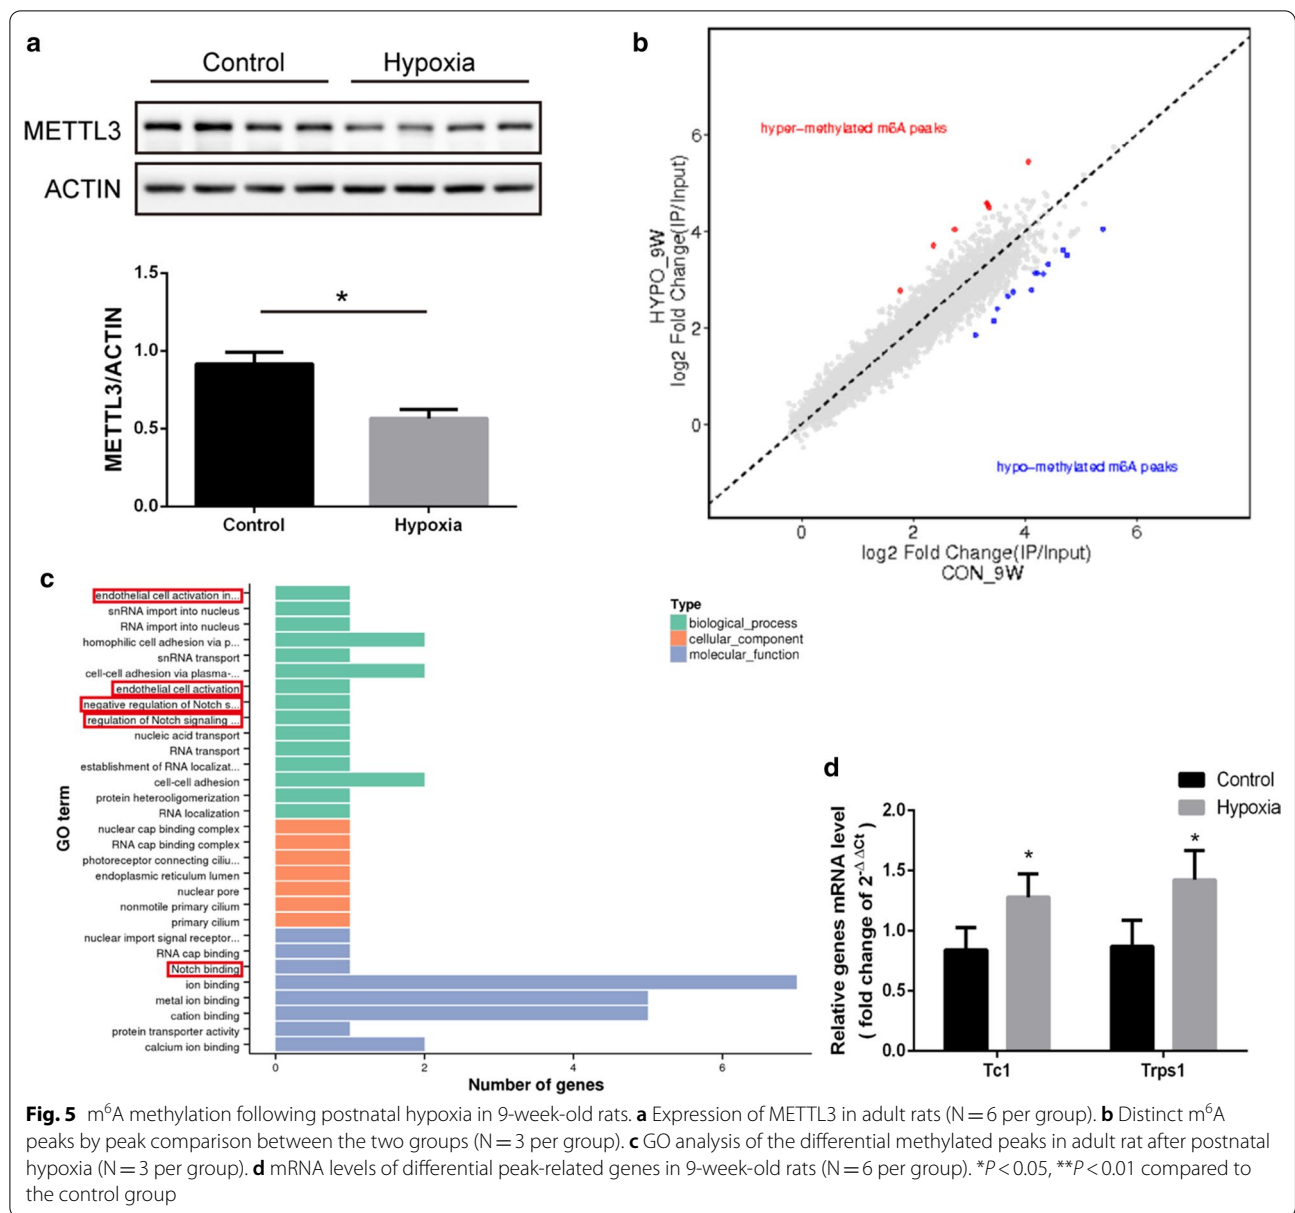 a
Control Hypoxia
METTL3
ACTIN
1.5
1.0
0.5
0.0
METTL3/ACTIN
*
Control Hypoxia
b
hyper-methylated m6A peaks
hypo-methylated m6A peaks
6
4
2
0
HYPO_9W
log2 Fold Change(IP/Input)
0 2 4 6
log2 Fold Change(IP/Input)
CON_9W
c
GO term
endothelial cell activation in...
snRNA import into nucleus
RNA import into nucleus
homophilic cell adhesion via p...
snRNA transport
cell-cell adhesion via plasma-...
endothelial cell activation
negative regulation of Notch s...
regulation of Notch signaling ...
nucleic acid transport
RNA transport
establishment of RNA localizat...
cell-cell adhesion
protein heterooligomerization
RNA localization
nuclear cap binding complex
RNA cap binding complex
photoreceptor connecting ciliu...
endoplasmic reticulum lumen
nuclear pore
nonmotile primary cilium
primary cilium
nuclear import signal receptor...
RNA cap binding
Notch binding
ion binding
metal ion binding
cation binding
protein transporter activity
calcium ion binding
0 2 4 6
Number of genes
Type
biological_process
cellular_component
molecular_function
d
Control
Hypoxia
Relative genes mRNA level
( fold change of 2-ΔΔCt )
2.0
1.5
1.0
0.5
0.0
* *
Tc1 Trps1
Fig. 5 m6A methylation following postnatal hypoxia in 9-week-old rats. a Expression of METTL3 in adult rats (N = 6 per group). b Distinct m6A
peaks by peak comparison between the two groups (N = 3 per group). c GO analysis of the differential methylated peaks in adult rat after postnatal
hypoxia (N = 3 per group). d mRNA levels of differential peak-related genes in 9-week-old rats (N = 6 per group). *P < 0.05, **P < 0.01 compared to
the control group